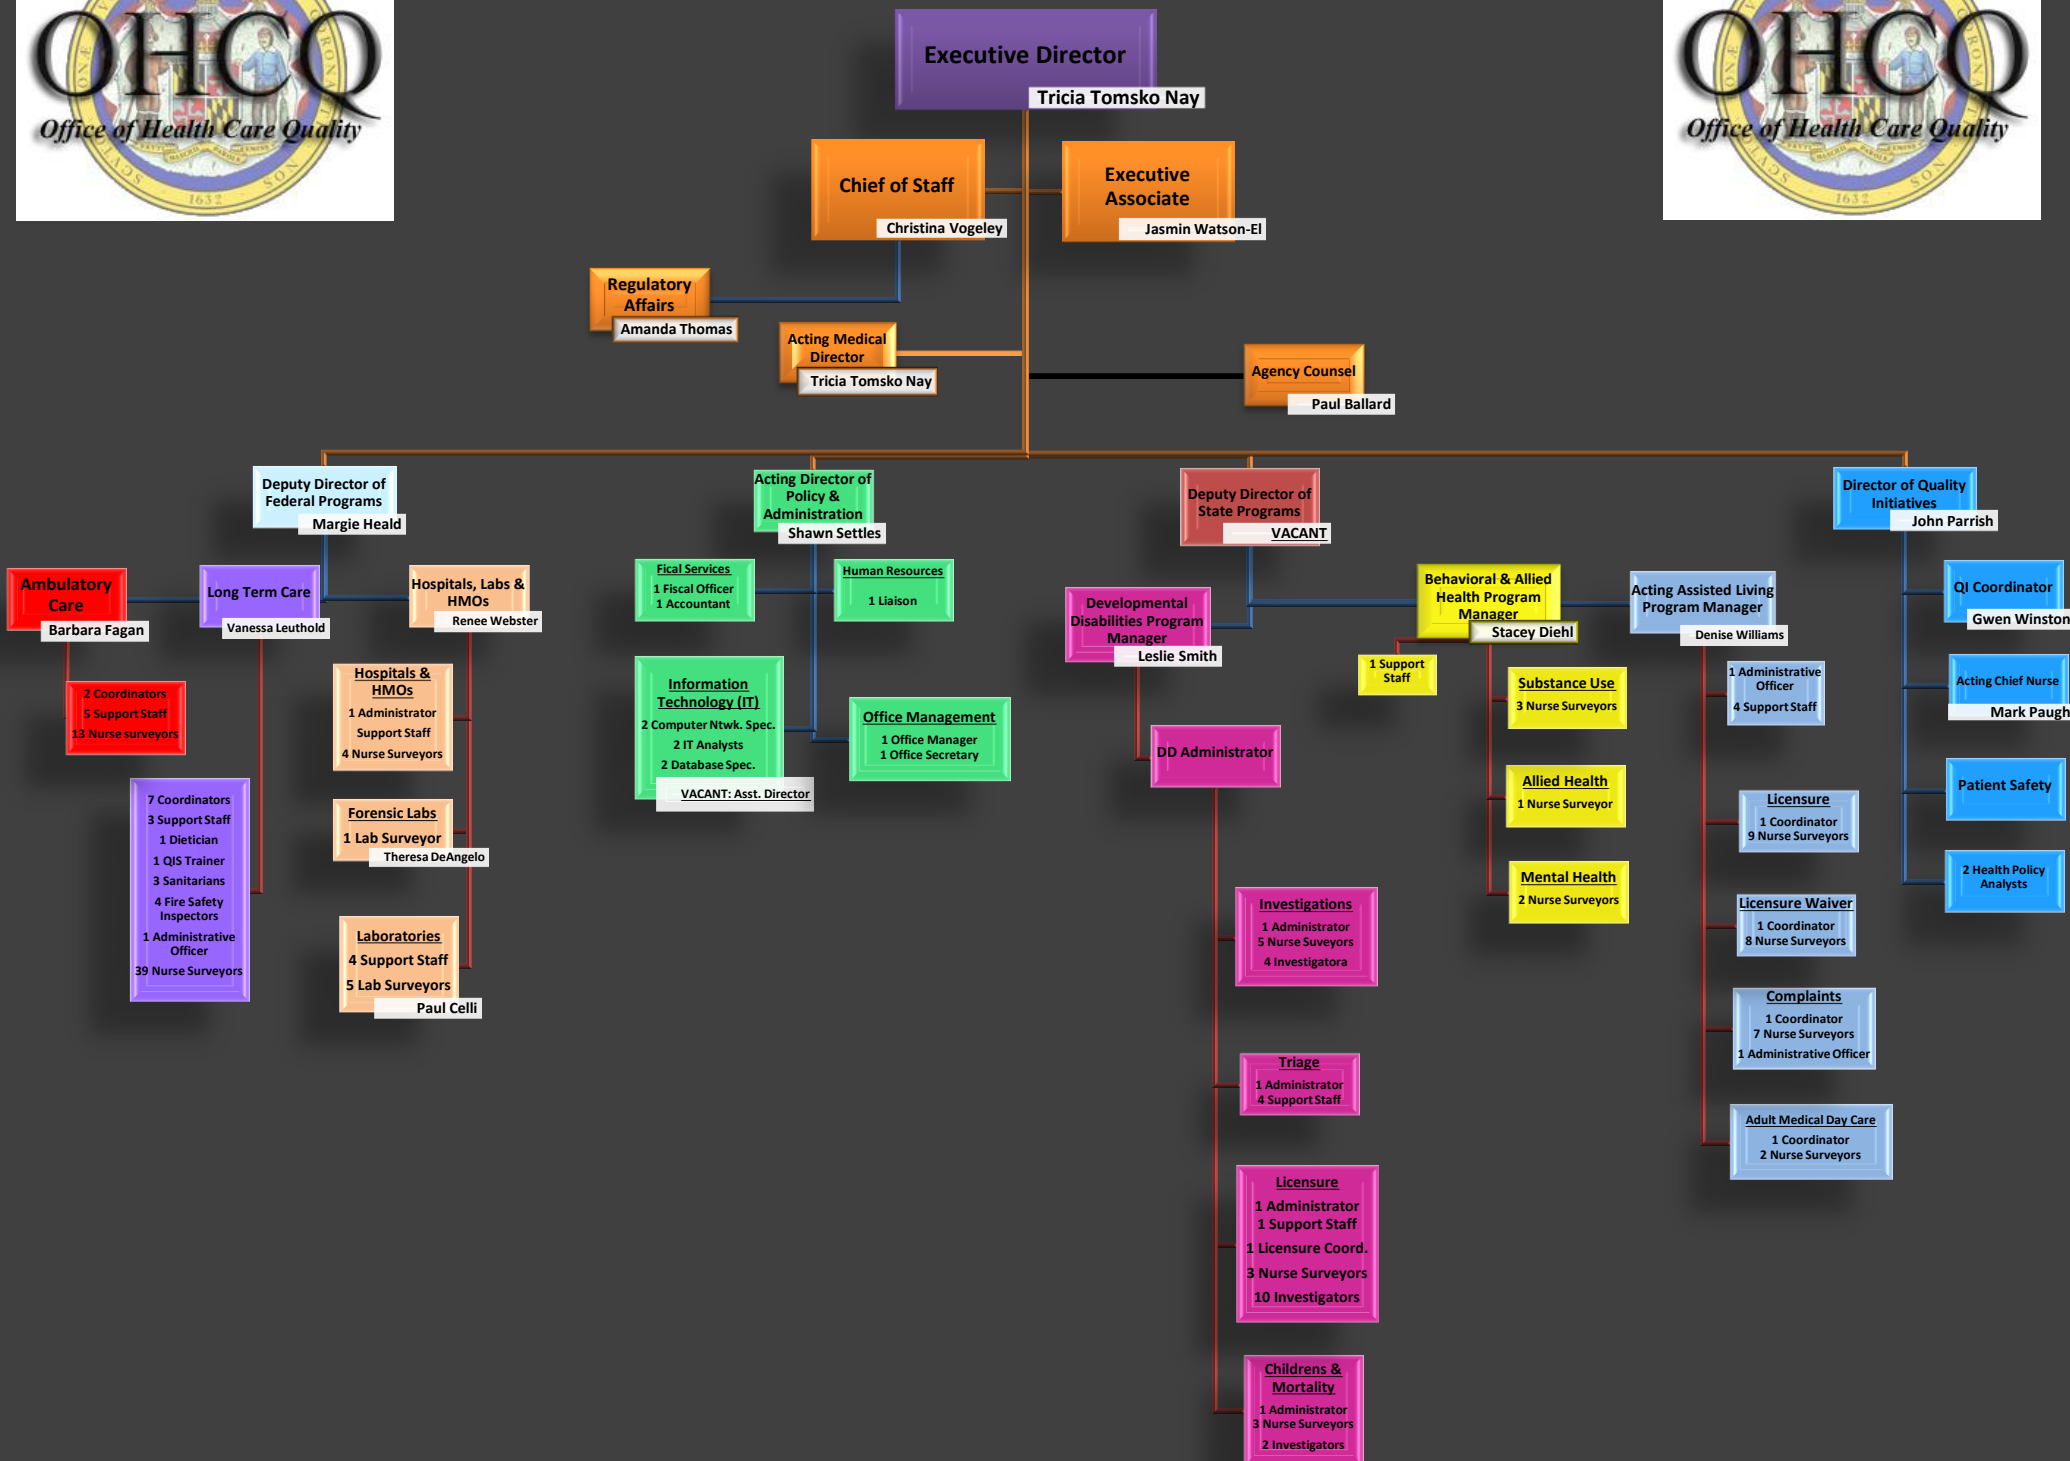 OHCQ
Office of Health Care Quality
1632
OHCQ
Office of Health Care Quality
1632
Executive Director
Tricia Tomsko Nay
Chief of Staff
Christina Vogeley
Executive
Associate
Jasmin Watson-El
Regulatory
Affairs
Amanda Thomas
Acting Medical
Director
Tricia Tomsko Nay
Agency Counsel
Paul Ballard
Deputy Director of
Federal Programs
Margie Heald
Acting Director of
Policy &
Administration
Shawn Settles
Deputy Director of
State Programs
VACANT
Director of Quality
Initiatives
John Parrish
Ambulatory
Care
Barbara Fagan
2 Coordinators
5 Support Staff
13 Nurse surveyors
Long Term Care
Vanessa Leuthold
7 Coordinators
3 Support Staff
1 Dietician
1 QIS Trainer
3 Sanitarians
4 Fire Safety
Inspectors
1 Administrative
Officer
39 Nurse Surveyors
Hospitals, Labs &
HMOs
Renee Webster
Hospitals &
HMOs
1 Administrator
Support Staff
4 Nurse Surveyors
Forensic Labs
1 Lab Surveyor
Theresa DeAngelo
Laboratories
4 Support Staff
5 Lab Surveyors
Paul Celli
Fical Services
1 Fiscal Officer
1 Accountant
Human Resources
1 Liaison
Information
Technology (IT)
2 Computer Ntwk. Spec.
2 IT Analysts
2 Database Spec.
VACANT: Asst. Director
Office Management
1 Office Manager
1 Office Secretary
Developmental
Disabilities Program
Manager
Leslie Smith
DD Administrator
Investigations
1 Administrator
5 Nurse Suveyors
4 Investigatora
Triage
1 Administrator
4 Support Staff
Licensure
1 Administrator
1 Support Staff
1 Licensure Coord.
3 Nurse Surveyors
10 Investigators
Childrens &
Mortality
1 Administrator
3 Nurse Surveyors
2 Investigators
Behavioral & Allied
Health Program
Manager
Stacey Diehl
1 Support
Staff
Substance Use
3 Nurse Surveyors
Allied Health
1 Nurse Surveyor
Mental Health
2 Nurse Surveyors
Acting Assisted Living
Program Manager
Denise Williams
1 Administrative
Officer
4 Support Staff
Licensure
1 Coordinator
9 Nurse Surveyors
Licensure Waiver
1 Coordinator
8 Nurse Surveyors
Complaints
1 Coordinator
7 Nurse Surveyors
1 Administrative Officer
Adult Medical Day Care
1 Coordinator
2 Nurse Surveyors
QI Coordinator
Gwen Winston
Acting Chief Nurse
Mark Paugh
Patient Safety
2 Health Policy
Analysts